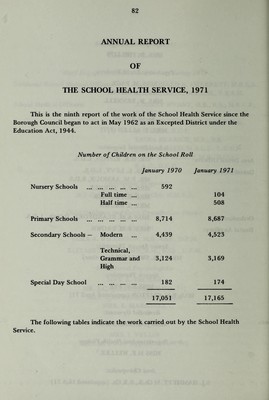 82
ANNUAL REPORT
OF
THE SCHOOL HEALTH SERVICE, 1971
This is the ninth report of the work of the School Health Service since the
Borough Council began to act in May 1962 as an Excepted District under the
Education Act, 1944.
Number of Children on the School Roll
January 1970 January 1971
Nursery Schools ... ... ... ... ... 592
Full time ... 104
Half time ... 508
Primary Schools ... ... ... ... ... 8,714 8,687
Secondary Schools – Modern ... 4,439 4,523
Technical,
Grammar and 3,124 3,169
High
Special Day School ... ... ... ... 182 174
17,051 17,165
The following tables indicate the work carried out by the School Health
Service.